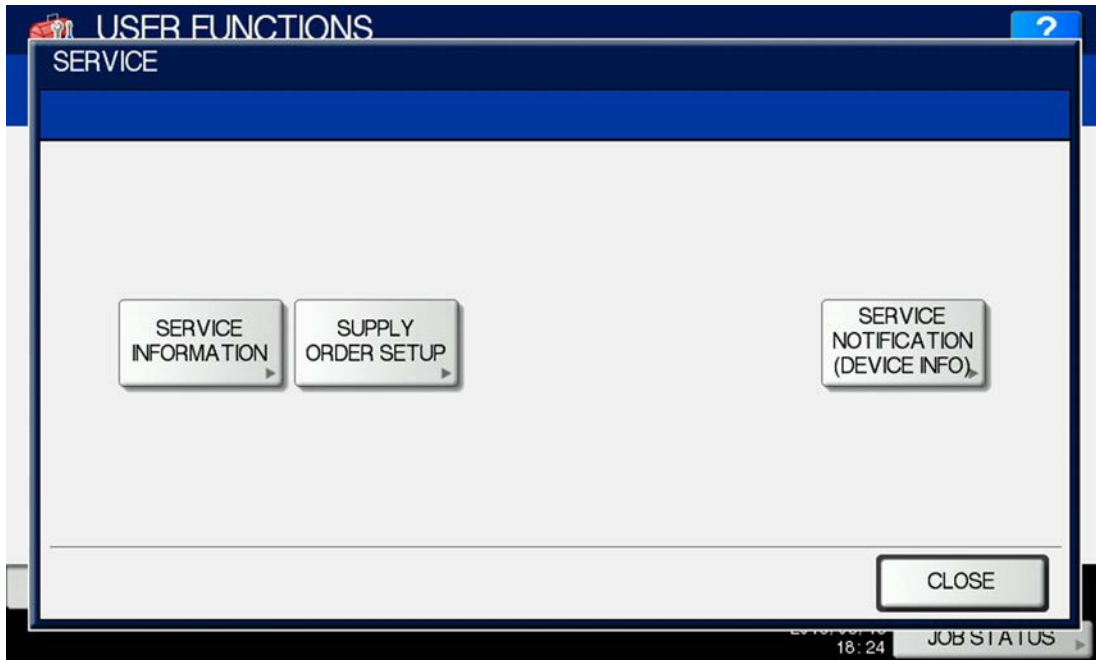 USER FUNCTIONS
?
SERVICE
SERVICE
INFORMATION
SUPPLY
ORDER SETUP
SERVICE
NOTIFICATION
(DEVICE INFO)
CLOSE
18:24
JOB STATUS